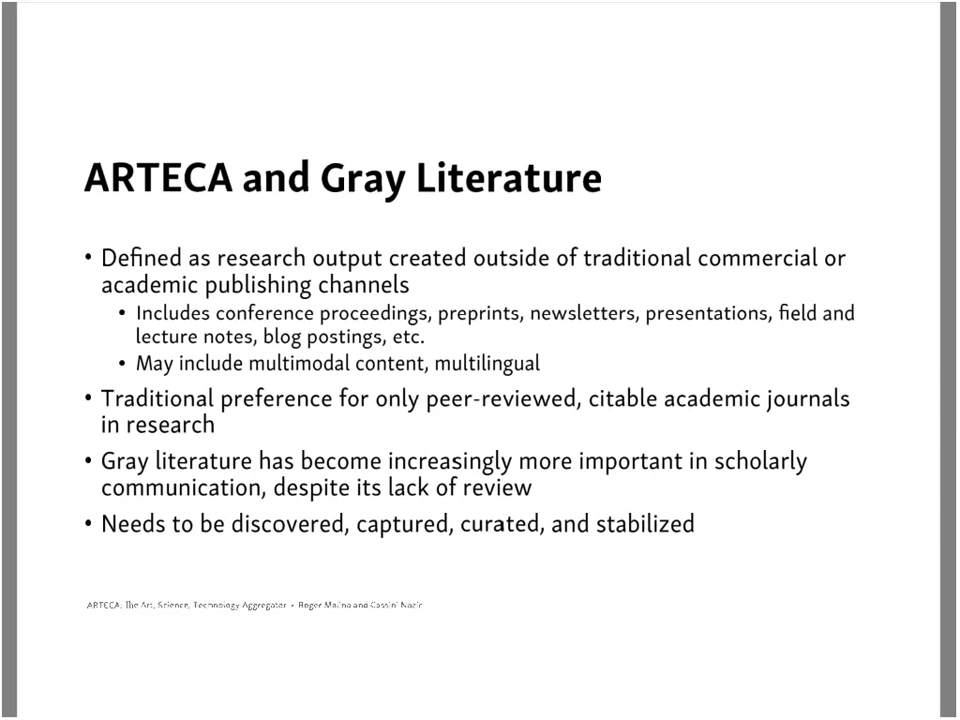 ARTECA and Gray Literature
• Defined as research output created outside of traditional commercial or
academic publishing channels
• Includes conference proceedings, preprints, newsletters, presentations, field and
lecture notes, blog postings, etc.
• May include multimodal content, multilingual
• Traditional preference for only peer-reviewed, citable academic journals
in research
• Gray literature has become increasingly more important in scholarly
communication, despite its lack of review
• Needs to be discovered, captured, curated, and stabilized
ARTECA, The Art, Science, Technology Aggregator • Roger Malina and Cassini Nazir